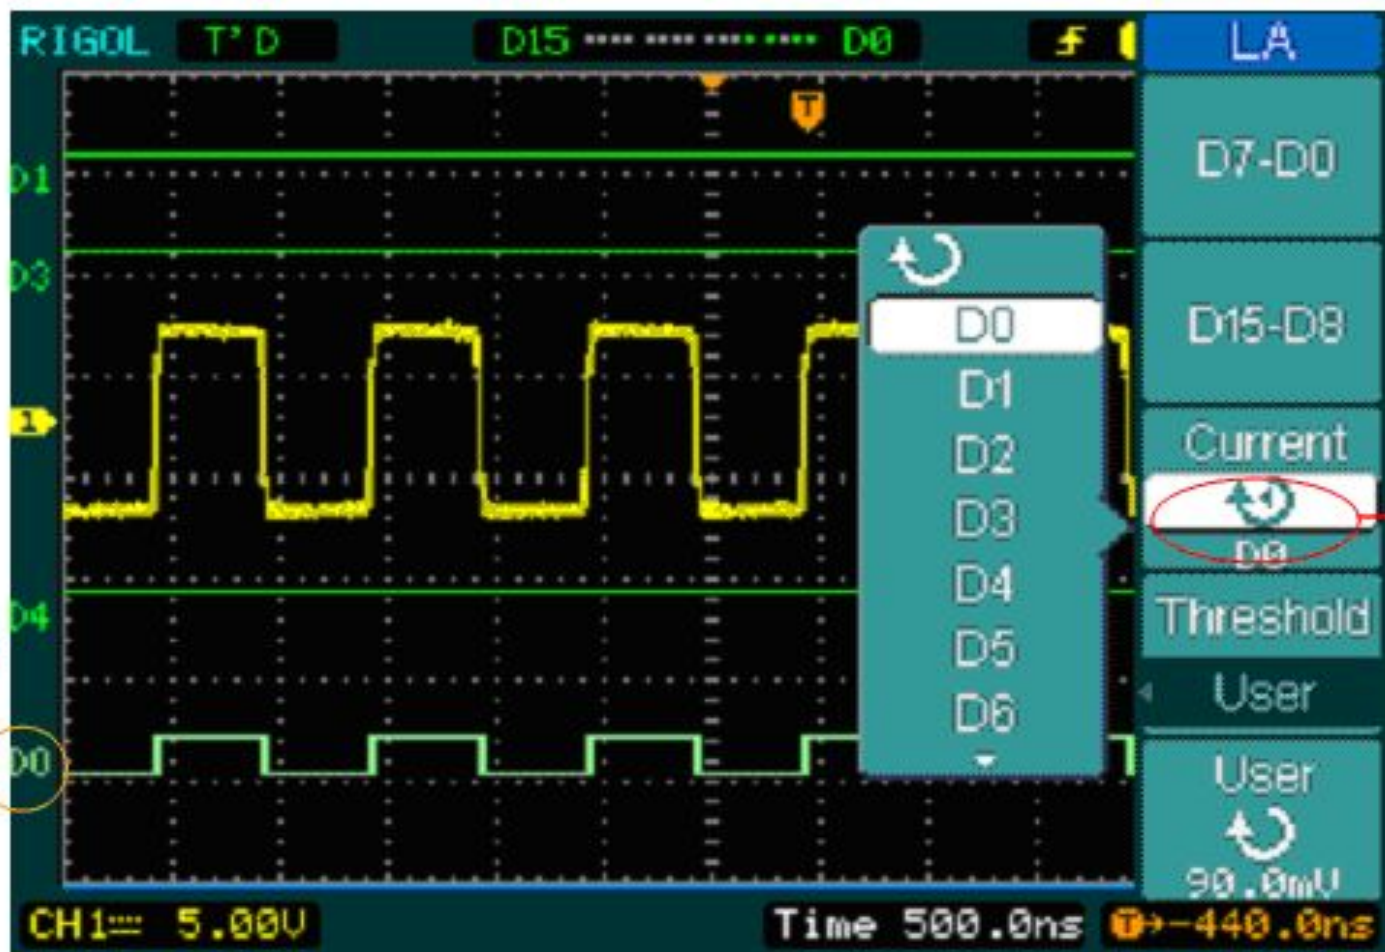 RIGOL T'D D15 D0 LA
T
D7-D0
D1
D3
D0
D15-D8
D1
1
Current
D2
D3
D0
D4
D4
Threshold
D5
User
D6
D0
User
90.0mV
CH1 5.00V Time 500.0ns T→-440.0ns